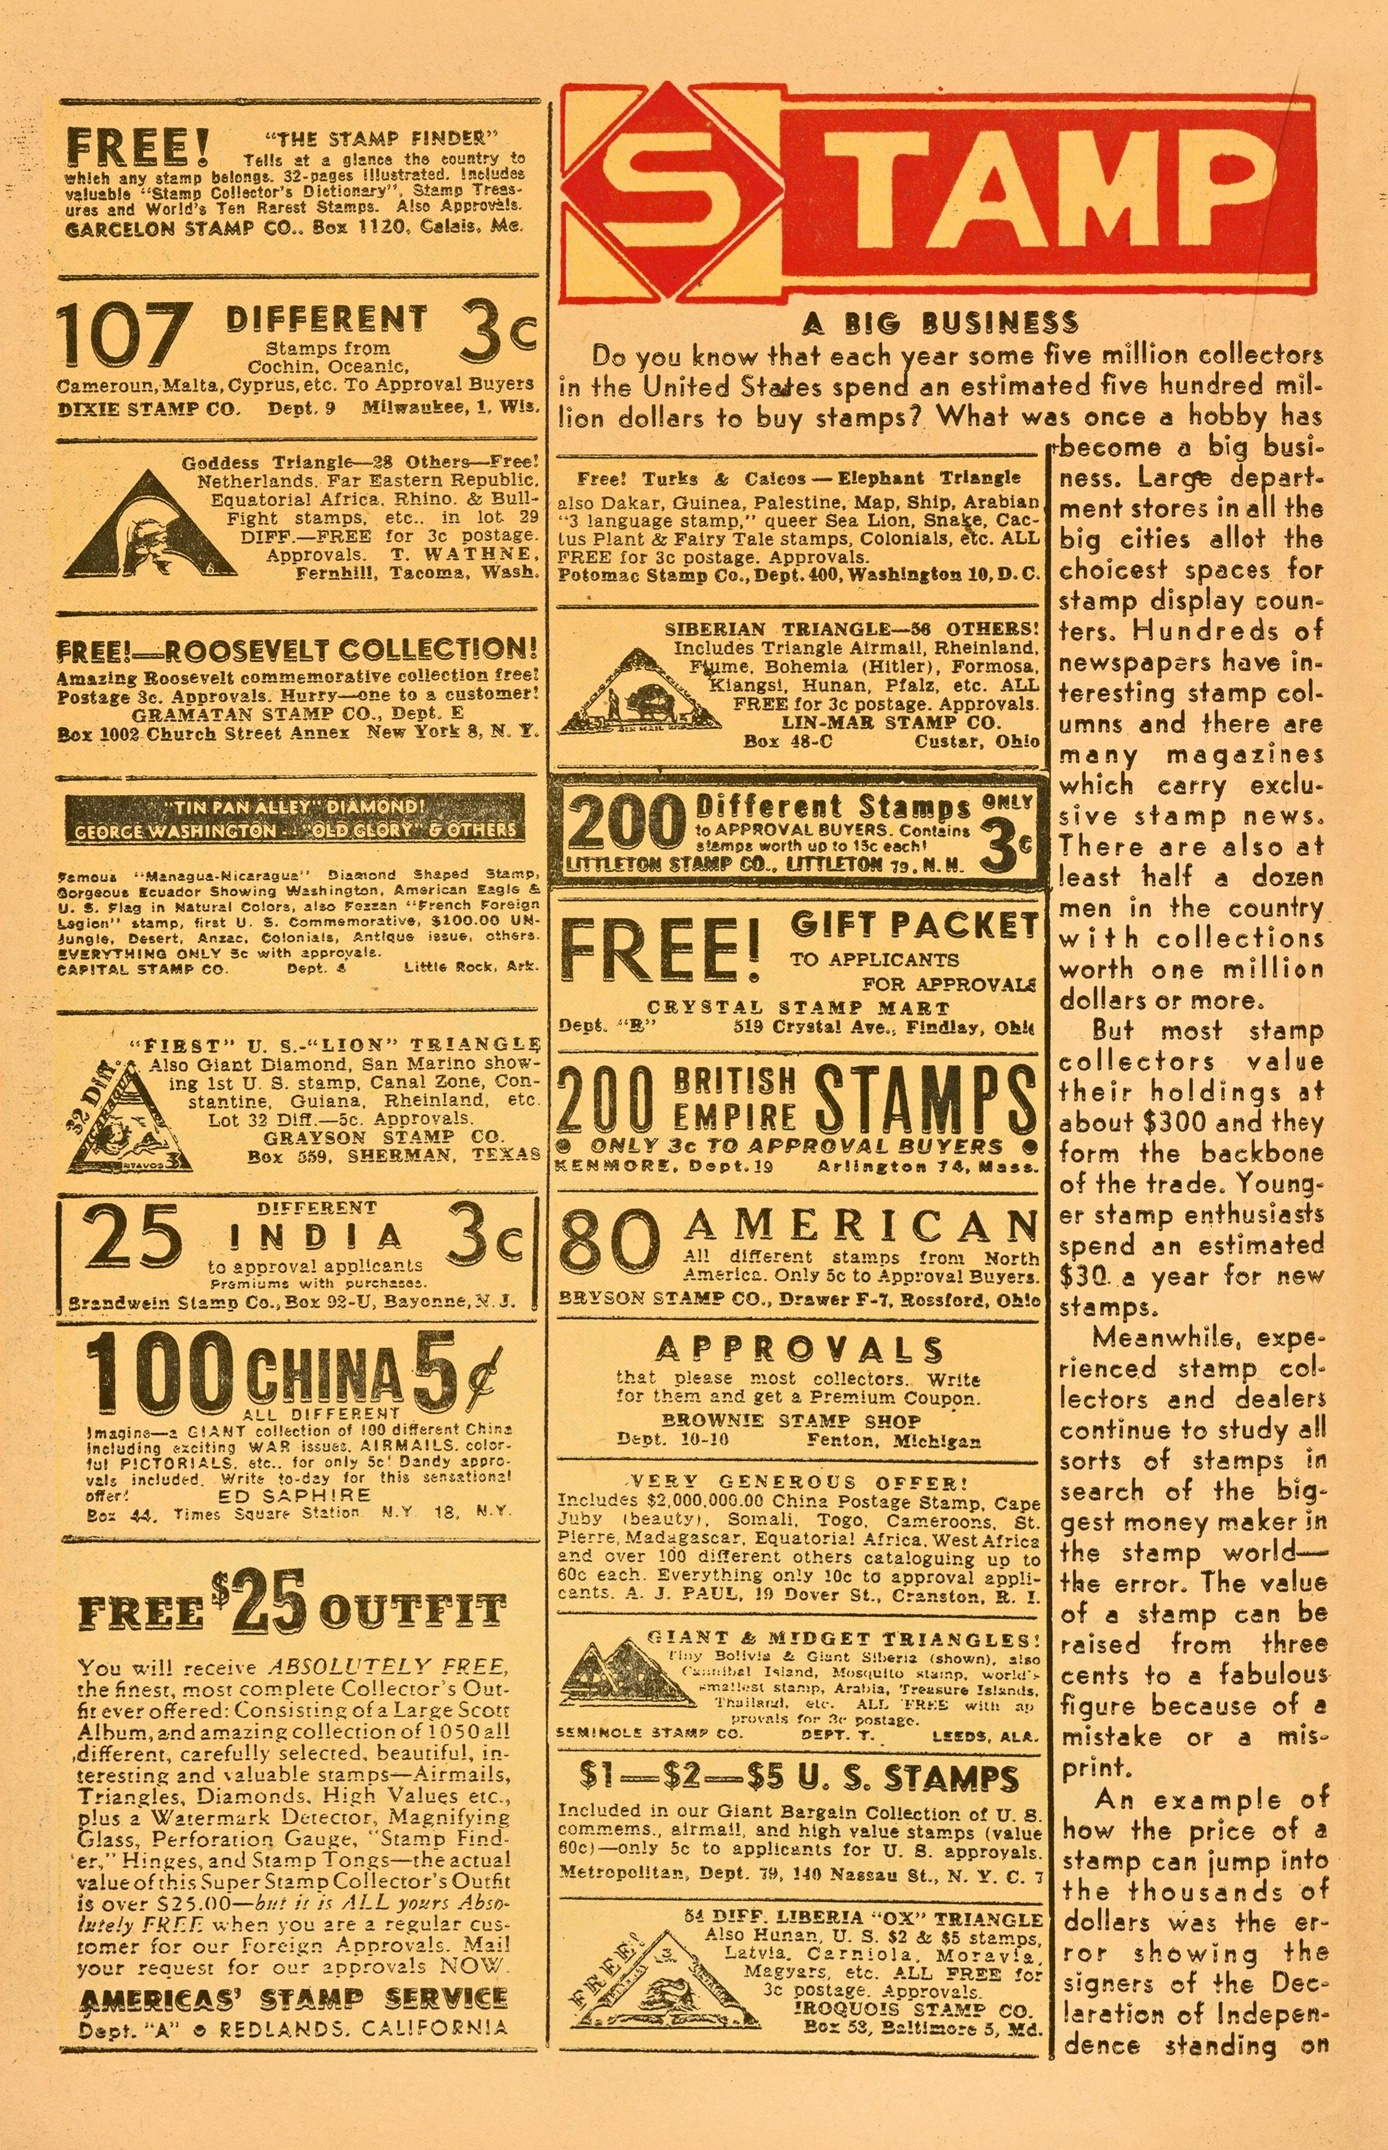 FREE! "THE STAMP FINDER"
Tells at a glance the country to
which any stamp belongs. 32-pages illustrated. Includes
valuable "Stamp Collector's Dictionary", Stamp Treas-
ures and World's Ten Rarest Stamps. Also Approvals.
GARCELON STAMP CO., Box 1120, Calais, Me.
107 DIFFERENT 3c
Stamps from
Cochin, Oceanic,
Cameroun, Malta, Cyprus, etc. To Approval Buyers
DIXIE STAMP CO. Dept. 9 Milwaukee, 1, Wis.
Goddess Triangle—28 Others—Free!
Netherlands, Far Eastern Republic,
Equatorial Africa, Rhino. & Bull-
Fight stamps, etc., in lot 29
DIFF.—FREE for 3c postage.
Approvals. T. WATHNE,
Fernhill, Tacoma, Wash.
FREE!—ROOSEVELT COLLECTION!
Amazing Roosevelt commemorative collection free!
Postage 3c. Approvals. Hurry—one to a customer!
GRAMATAN STAMP CO., Dept. E
Box 1002 Church Street Annex New York 8, N. Y.
"TIN PAN ALLEY" DIAMOND!
GEORGE WASHINGTON -- "OLD GLORY" & OTHERS
Famous "Managua-Nicaragua" Diamond Shaped Stamp,
Gorgeous Ecuador Showing Washington, American Eagle &
U. S. Flag in Natural Colors, also Fezzan "French Foreign
Legion" stamp, first U. S. Commemorative, $100.00 UN-
Jungle, Desert, Anzac, Colonials, Antique issue, others.
EVERYTHING ONLY 5c with approvals.
CAPITAL STAMP CO. Dept. 4 Little Rock, Ark.
"FIRST" U. S.-"LION" TRIANGLE
32 Diff.
Also Giant Diamond, San Marino show-
ing 1st U. S. stamp, Canal Zone, Con-
stantine, Guiana, Rheinland, etc.
Lot 32 Diff.—5c. Approvals.
GRAYSON STAMP CO.
Box 559, SHERMAN, TEXAS
25 DIFFERENT INDIA 3c
to approval applicants
Premiums with purchases.
Brandwein Stamp Co., Box 92-U, Bayonne, N. J.
100 CHINA 5¢
ALL DIFFERENT
Imagine—a GIANT collection of 100 different China
including exciting WAR issues, AIRMAILS, color-
ful PICTORIALS, etc., for only 5c! Dandy appro-
vals included. Write to-day for this sensational
offer! ED SAPHIRE
Box 44, Times Square Station N.Y 18, N.Y.
FREE $25 OUTFIT
You will receive ABSOLUTELY FREE,
the finest, most complete Collector's Out-
fit ever offered: Consisting of a Large Scott
Album, and amazing collection of 1050 all
different, carefully selected, beautiful, in-
teresting and valuable stamps—Airmails,
Triangles, Diamonds, High Values etc.,
plus a Watermark Detector, Magnifying
Glass, Perforation Gauge, "Stamp Find-
er," Hinges, and Stamp Tongs—the actual
value of this Super Stamp Collector's Outfit
is over $25.00—but it is ALL yours Abso-
lutely FREE when you are a regular cus-
tomer for our Foreign Approvals. Mail
your request for our approvals NOW.
AMERICAS' STAMP SERVICE
Dept. "A" ● REDLANDS, CALIFORNIA
STAMP
A BIG BUSINESS
Do you know that each year some five million collectors
in the United States spend an estimated five hundred mil-
lion dollars to buy stamps? What was once a hobby has
Free! Turks & Caicos — Elephant Triangle
also Dakar, Guinea, Palestine, Map, Ship, Arabian
"3 language stamp," queer Sea Lion, Snake, Cac-
tus Plant & Fairy Tale stamps, Colonials, etc. ALL
FREE for 3c postage. Approvals.
Potomac Stamp Co., Dept. 400, Washington 10, D. C.
SIBERIAN TRIANGLE—56 OTHERS!
Includes Triangle Airmail, Rheinland,
Fiume, Bohemia (Hitler), Formosa,
Kiangsi, Hunan, Pfalz, etc. ALL
FREE for 3c postage. Approvals.
LIN-MAR STAMP CO.
Box 48-C Custar, Ohio
200 Different Stamps ONLY 3c
to APPROVAL BUYERS. Contains
stamps worth up to 15c each!
LITTLETON STAMP CO., LITTLETON 79, N. H.
FREE! GIFT PACKET
TO APPLICANTS
FOR APPROVALS
CRYSTAL STAMP MART
Dept. "R" 519 Crystal Ave., Findlay, Ohio
200 BRITISH EMPIRE STAMPS
● ONLY 3c TO APPROVAL BUYERS ●
KENMORE, Dept. 19 Arlington 74, Mass.
80 AMERICAN
All different stamps from North
America. Only 5c to Approval Buyers.
BRYSON STAMP CO., Drawer F-7, Rossford, Ohio
APPROVALS
that please most collectors. Write
for them and get a Premium Coupon.
BROWNIE STAMP SHOP
Dept. 10-10 Fenton, Michigan
VERY GENEROUS OFFER!
Includes $2,000,000.00 China Postage Stamp, Cape
Juby (beauty), Somali, Togo, Cameroons, St.
Pierre, Madagascar, Equatorial Africa, West Africa
and over 100 different others cataloguing up to
60c each. Everything only 10c to approval appli-
cants. A. J. PAUL, 19 Dover St., Cranston, R. I.
GIANT & MIDGET TRIANGLES!
Tiny Bolivia & Giant Siberia (shown), also
Cannibal Island, Mosquito stamp, world's
smallest stamp, Arabia, Treasure Islands,
Thailand, etc. ALL FREE with ap
provals for 3c postage.
SEMINOLE STAMP CO. DEPT. T. LEEDS, ALA.
$1—$2—$5 U. S. STAMPS
Included in our Giant Bargain Collection of U. S.
commems., airmail, and high value stamps (value
60c)—only 5c to applicants for U. S. approvals.
Metropolitan, Dept. 79, 140 Nassau St., N. Y. C. 7
54 DIFF. LIBERIA "OX" TRIANGLE
FREE!
Also Hunan, U. S. $2 & $5 stamps,
Latvia, Carniola, Moravia,
Magyars, etc. ALL FREE for
3c postage. Approvals.
IROQUOIS STAMP CO.
Box 53, Baltimore 5, Md.
become a big busi-
ness. Large depart-
ment stores in all the
big cities allot the
choicest spaces for
stamp display coun-
ters. Hundreds of
newspapers have in-
teresting stamp col-
umns and there are
many magazines
which carry exclu-
sive stamp news.
There are also at
least half a dozen
men in the country
with collections
worth one million
dollars or more.
But most stamp
collectors value
their holdings at
about $300 and they
form the backbone
of the trade. Young-
er stamp enthusiasts
spend an estimated
$30 a year for new
stamps.
Meanwhile, expe-
rienced stamp col-
lectors and dealers
continue to study all
sorts of stamps in
search of the big-
gest money maker in
the stamp world—
the error. The value
of a stamp can be
raised from three
cents to a fabulous
figure because of a
mistake or a mis-
print.
An example of
how the price of a
stamp can jump into
the thousands of
dollars was the er-
ror showing the
signers of the Dec-
laration of Indepen-
dence standing on